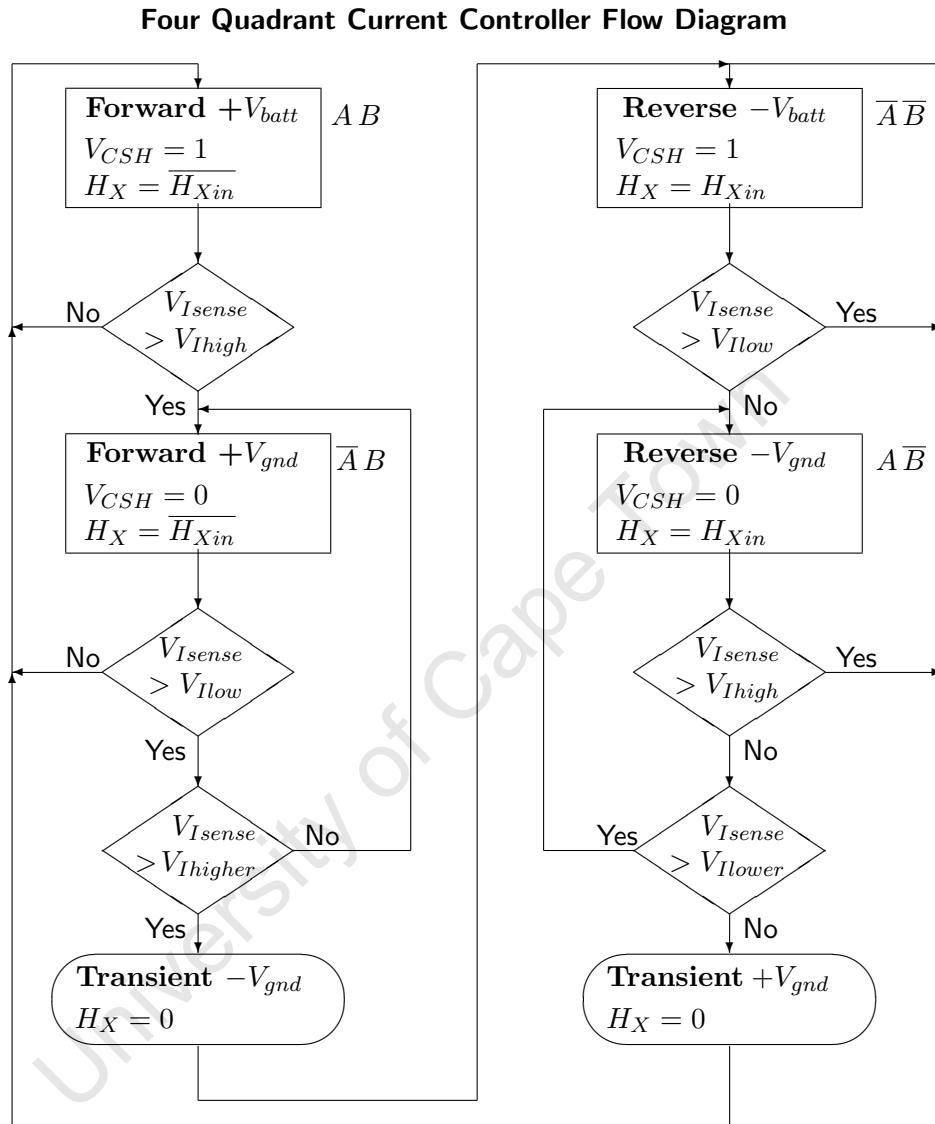 Four Quadrant Current Controller Flow Diagram
Forward +V_batt
A B
V_CSH = 1
H_X = \overline{H_Xin}
V_Isense
> V_Ihigh
No
Yes
Forward +V_gnd
\overline{A} B
V_CSH = 0
H_X = \overline{H_Xin}
V_Isense
> V_Ilow
No
Yes
V_Isense
> V_Ihigher
No
Yes
Transient −V_gnd
H_X = 0
Reverse −V_batt
\overline{A} \overline{B}
V_CSH = 1
H_X = H_Xin
V_Isense
> V_Ilow
Yes
No
Reverse −V_gnd
A \overline{B}
V_CSH = 0
H_X = H_Xin
V_Isense
> V_Ihigh
Yes
No
V_Isense
> V_Ilower
Yes
No
Transient +V_gnd
H_X = 0
University of Cape Town